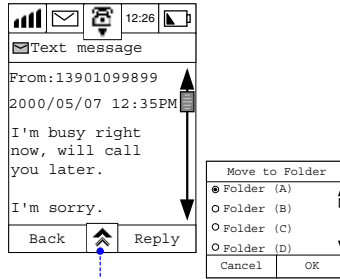 12:26
Text message
From:13901099899
2000/05/07 12:35PM
I'm busy right
now, will call
you later.
I'm sorry.
Back Reply
Move to Folder
Folder (A)
Folder (B)
Folder (C)
Folder (D)
Cancel OK